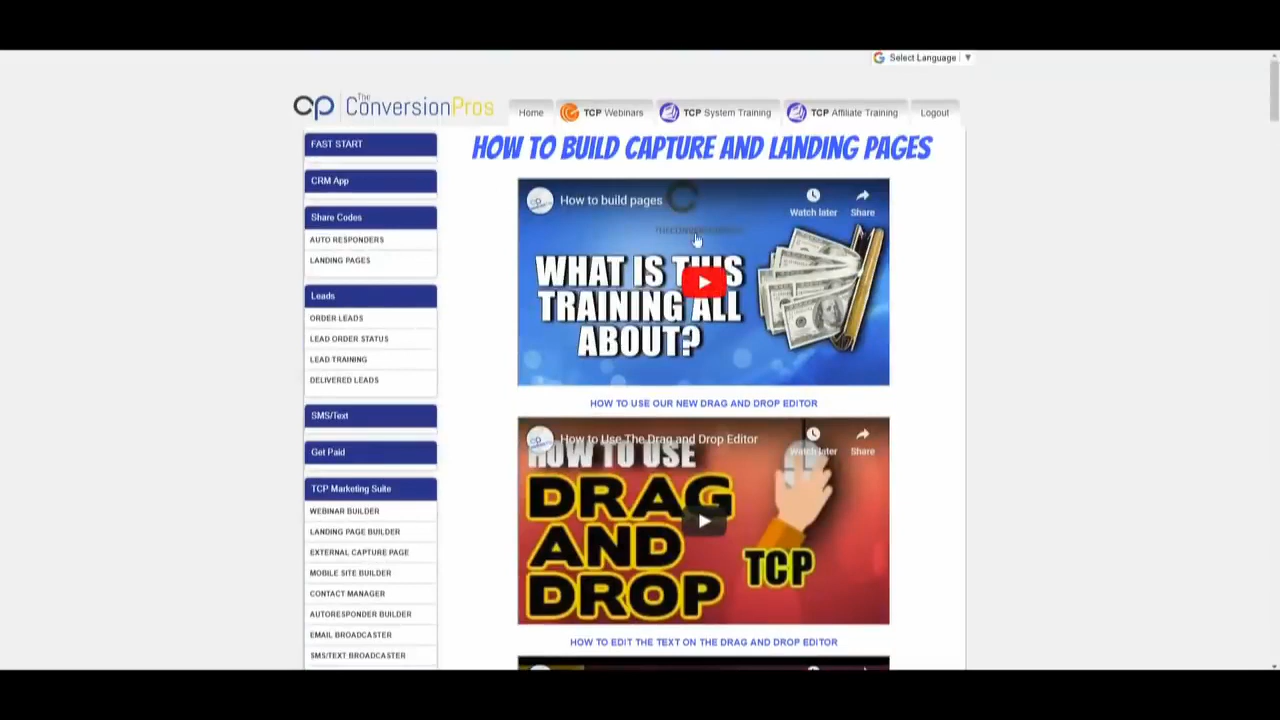 Select Language
The
ConversionPros
Home
TCP Webinars
TCP System Training
TCP Affiliate Training
Logout
FAST START
CRM App
Share Codes
AUTO RESPONDERS
LANDING PAGES
Leads
ORDER LEADS
LEAD ORDER STATUS
LEAD TRAINING
DELIVERED LEADS
SMS/Text
Get Paid
TCP Marketing Suite
WEBINAR BUILDER
LANDING PAGE BUILDER
EXTERNAL CAPTURE PAGE
MOBILE SITE BUILDER
CONTACT MANAGER
AUTORESPONDER BUILDER
EMAIL BROADCASTER
SMS/TEXT BROADCASTER
HOW TO BUILD CAPTURE AND LANDING PAGES
How to build pages
Watch later
Share
WHAT IS THIS
TRAINING ALL
ABOUT?
HOW TO USE OUR NEW DRAG AND DROP EDITOR
How to Use The Drag and Drop Editor
Watch later
Share
HOW TO USE
DRAG
AND
DROP
TCP
HOW TO EDIT THE TEXT ON THE DRAG AND DROP EDITOR